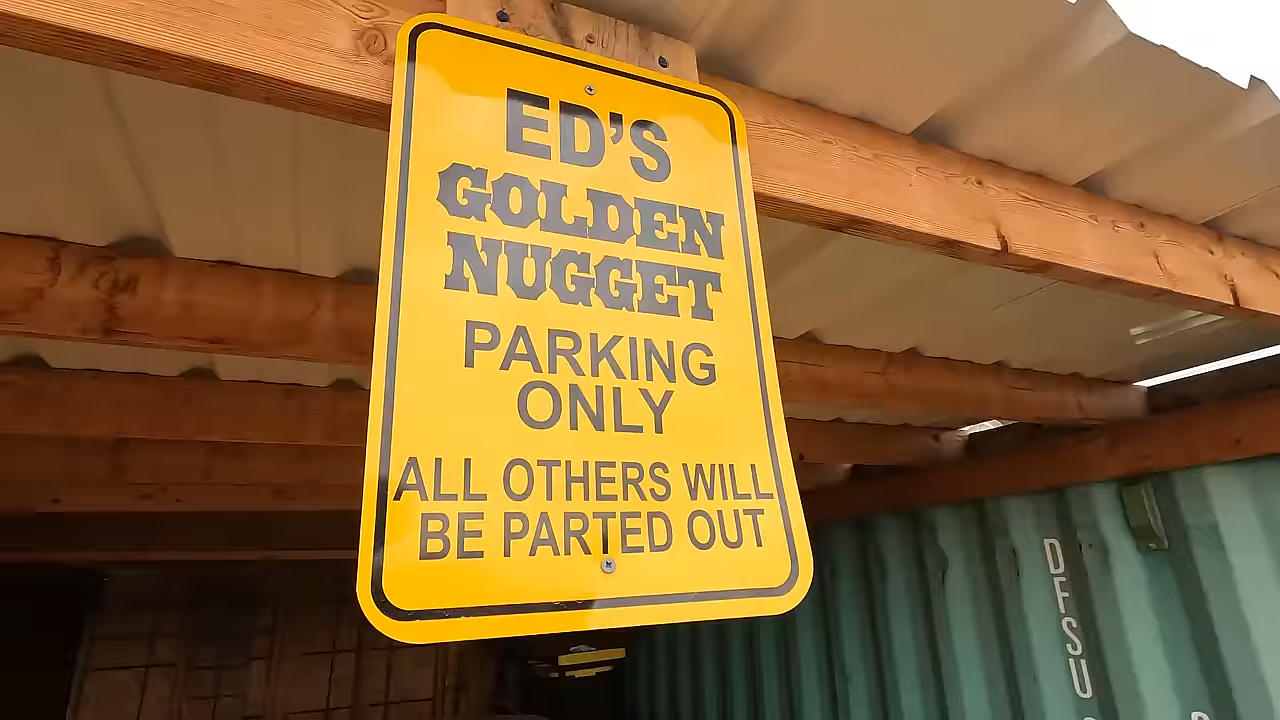 ED'S
GOLDEN
NUGGET
PARKING
ONLY
ALL OTHERS WILL
BE PARTED OUT
DFSU